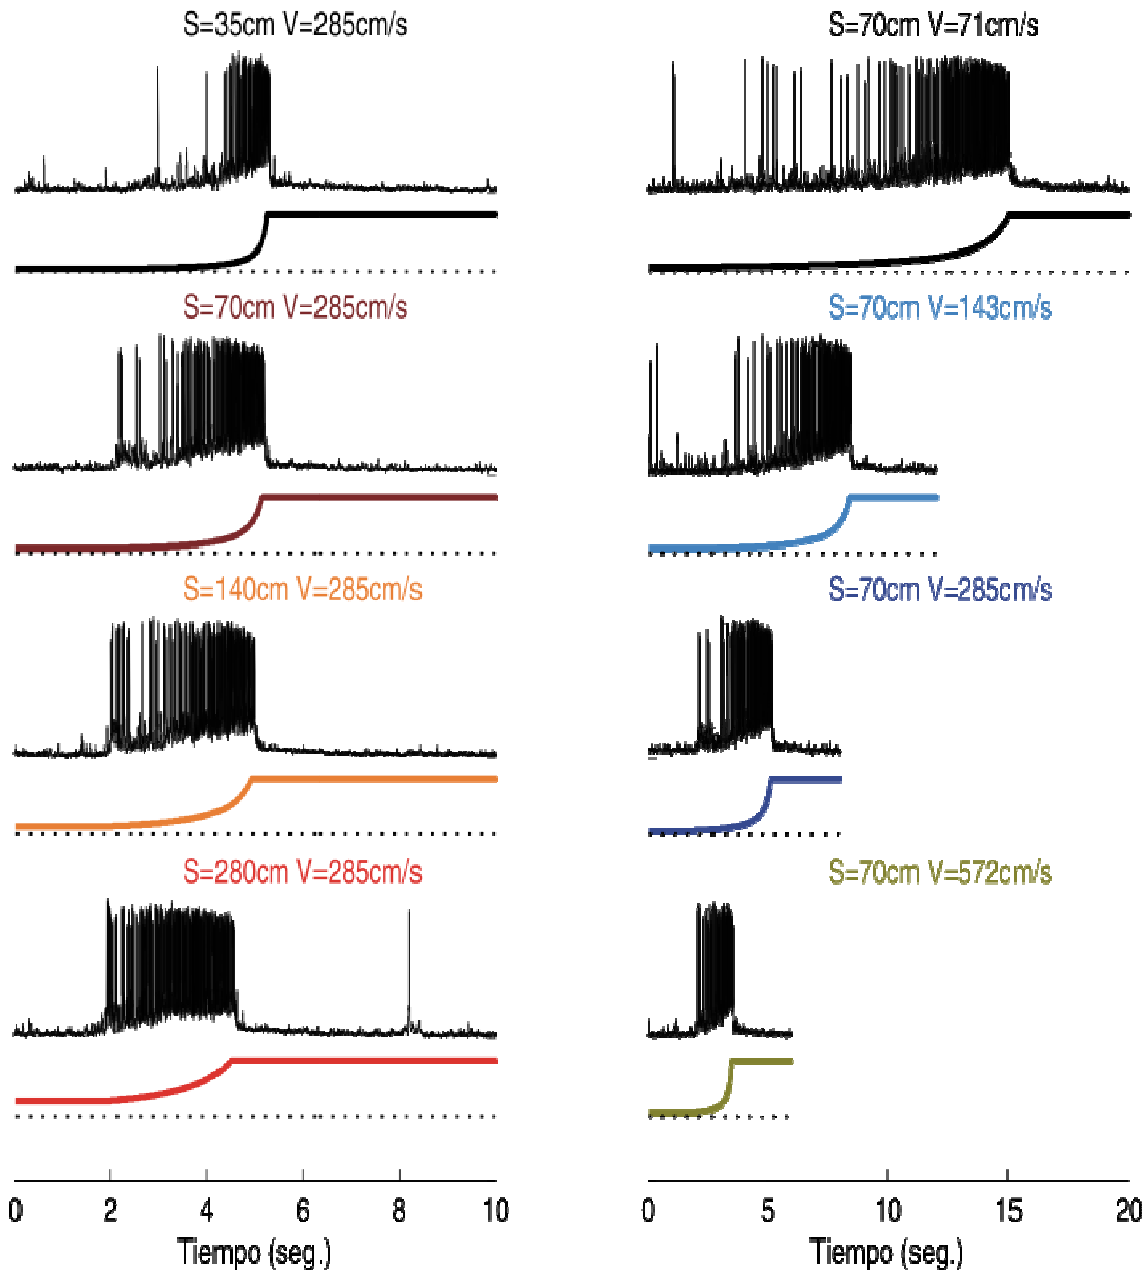 S=35cm V=285cm/s
S=70cm V=71cm/s
S=70cm V=285cm/s
S=70cm V=143cm/s
S=140cm V=285cm/s
S=70cm V=285cm/s
S=280cm V=285cm/s
S=70cm V=572cm/s
0 2 4 6 8 10
0 5 10 15 20
Tiempo (seg.)
Tiempo (seg.)